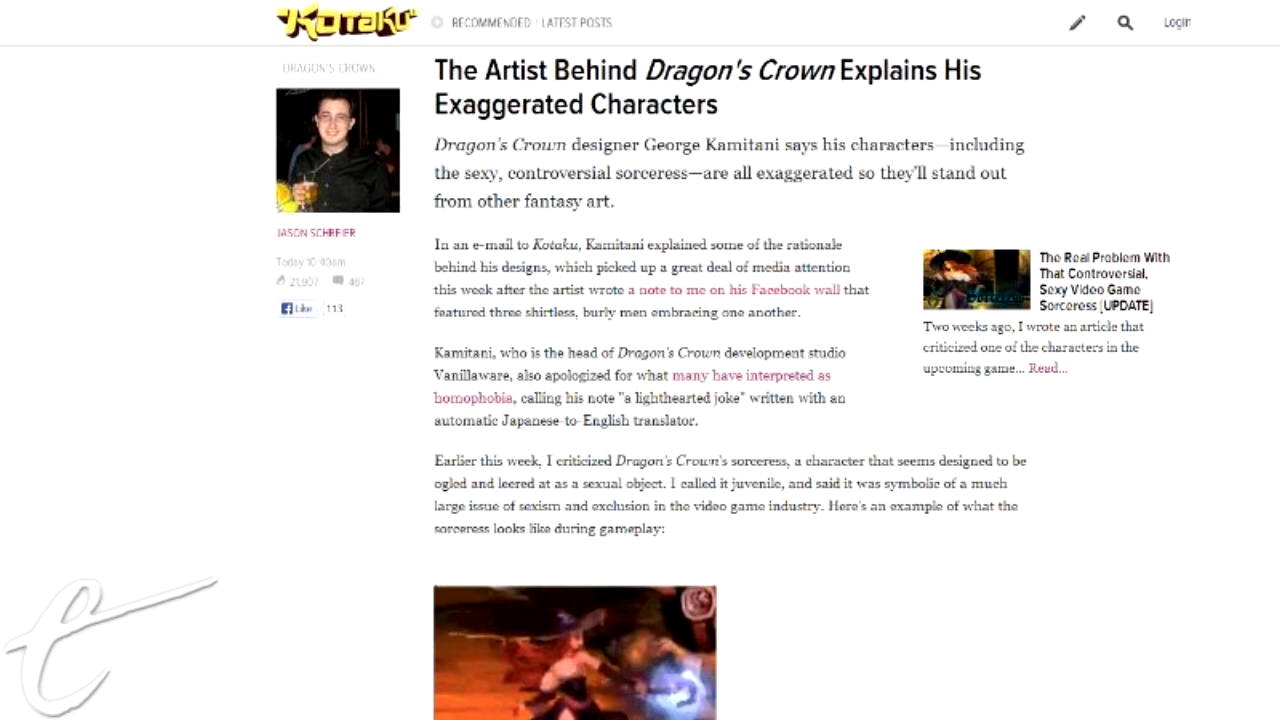 KOTAKU
RECOMMENDED / LATEST POSTS
Login
DRAGON'S CROWN
The Artist Behind Dragon's Crown Explains His
Exaggerated Characters
Dragon's Crown designer George Kamitani says his characters—including
the sexy, controversial sorceress—are all exaggerated so they'll stand out
from other fantasy art.
JASON SCHREIER
Today 10:40am
21,907 467
Like 113
In an e-mail to Kotaku, Kamitani explained some of the rationale
behind his designs, which picked up a great deal of media attention
this week after the artist wrote a note to me on his Facebook wall that
featured three shirtless, burly men embracing one another.
The Real Problem With
That Controversial,
Sexy Video Game
Sorceress [UPDATE]
Two weeks ago, I wrote an article that
criticized one of the characters in the
upcoming game... Read...
Kamitani, who is the head of Dragon's Crown development studio
Vanillaware, also apologized for what many have interpreted as
homophobia, calling his note "a lighthearted joke" written with an
automatic Japanese-to-English translator.
Earlier this week, I criticized Dragon's Crown's sorceress, a character that seems designed to be
ogled and leered at as a sexual object. I called it juvenile, and said it was symbolic of a much
large issue of sexism and exclusion in the video game industry. Here's an example of what the
sorceress looks like during gameplay: